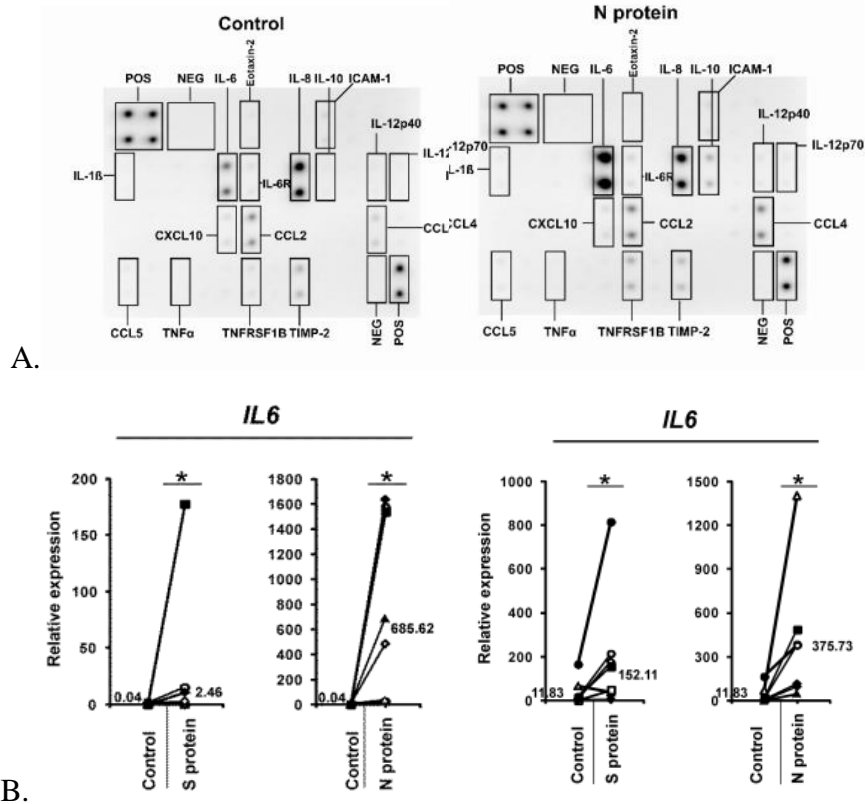 Control
POS NEG IL-6 Eotaxin-2 IL-8 IL-10 ICAM-1
IL-12p40
IL-1ß
IL-6R
CXCL10 CCL2
CCL5 TNFα TNFRSF1B TIMP-2 NEG POS
N protein
POS NEG IL-6 Eotaxin-2 IL-8 IL-10 ICAM-1
IL-12p40
IL-12p70
IL-6R
CXCL10 CCL2 CCL4
CCL5 TNFα TNFRSF1B TIMP-2 NEG POS
A.
IL6
Relative expression
200
150
100
50
0
*
0.04
2.46
Control
S protein
1800
1600
1400
1200
1000
800
600
400
200
0
*
0.04
685.62
Control
N protein
IL6
Relative expression
1000
800
600
400
200
0
*
11.83
152.11
Control
S protein
1500
1200
900
600
300
0
*
11.83
375.73
Control
N protein
B.